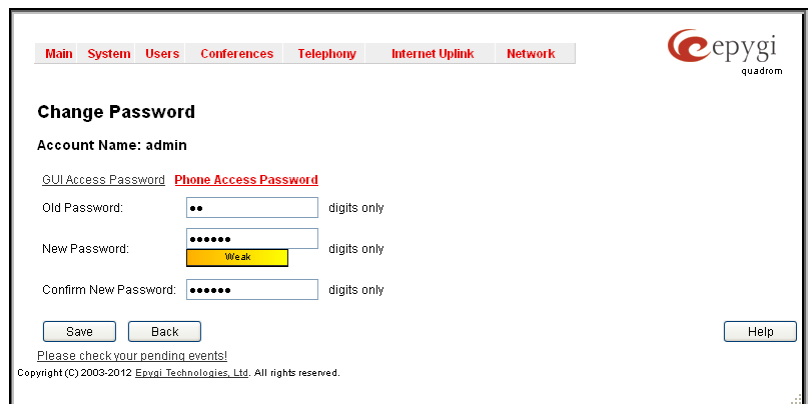 Main System Users Conferences Telephony Internet Uplink Network
epygi
quadrom
Change Password
Account Name: admin
GUI Access Password Phone Access Password
Old Password: •• digits only
New Password: •••••• digits only
Weak
Confirm New Password: •••••• digits only
Save Back Help
Please check your pending events!
Copyright (C) 2003-2012 Epygi Technologies, Ltd. All rights reserved.